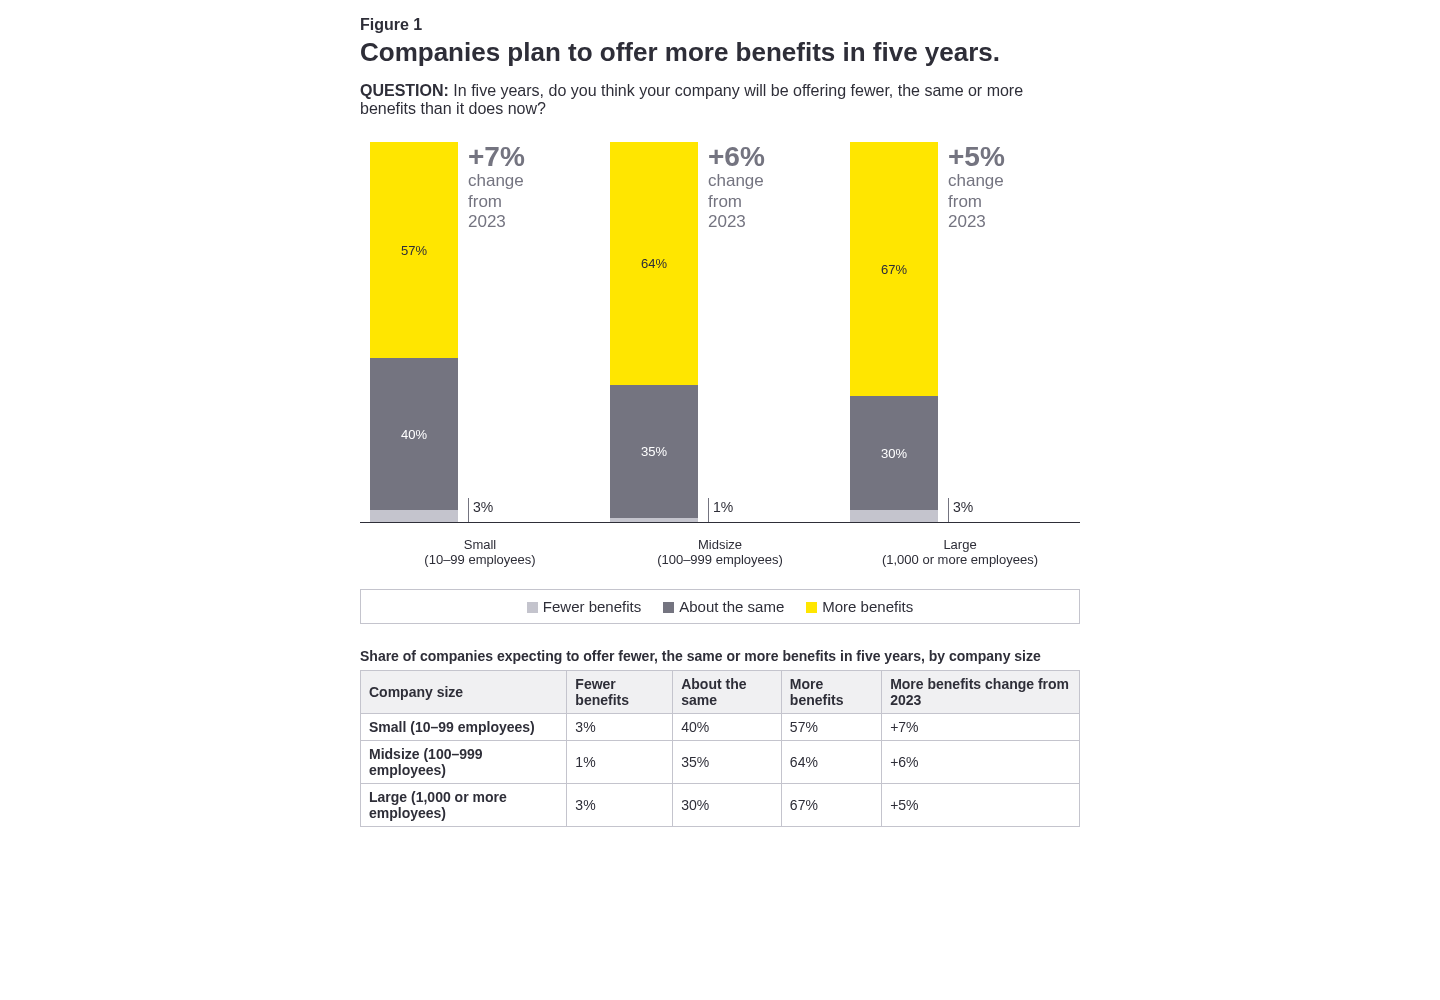 Figure 1
Companies plan to offer more benefits in five years.
QUESTION: In five years, do you think your company will be offering fewer, the same or more
benefits than it does now?
57%
40%
3%
+7%
change
from
2023
64%
35%
1%
+6%
change
from
2023
67%
30%
3%
+5%
change
from
2023
Small
(10–99 employees)
Midsize
(100–999 employees)
Large
(1,000 or more employees)
Fewer benefits About the same More benefits
Share of companies expecting to offer fewer, the same or more benefits in five years, by company size
Company size
Fewer
benefits
About the
same
More
benefits
More benefits change from
2023
Small (10–99 employees) 3% 40% 57% +7%
Midsize (100–999
employees) 1% 35% 64% +6%
Large (1,000 or more
employees) 3% 30% 67% +5%